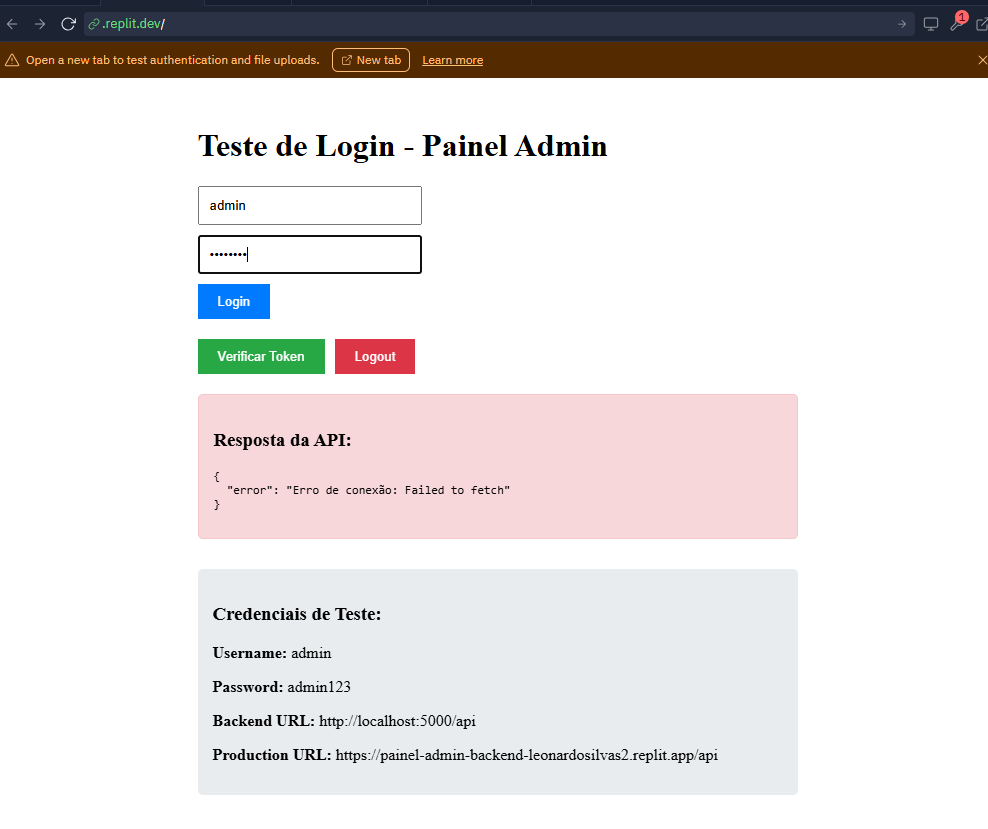 .replit.dev/
1
Open a new tab to test authentication and file uploads. New tab Learn more
Teste de Login - Painel Admin
admin
••••••••
Login
Verificar Token Logout
Resposta da API:
{
"error": "Erro de conexão: Failed to fetch"
}
Credenciais de Teste:
Username: admin
Password: admin123
Backend URL: http://localhost:5000/api
Production URL: https://painel-admin-backend-leonardosilvas2.replit.app/api